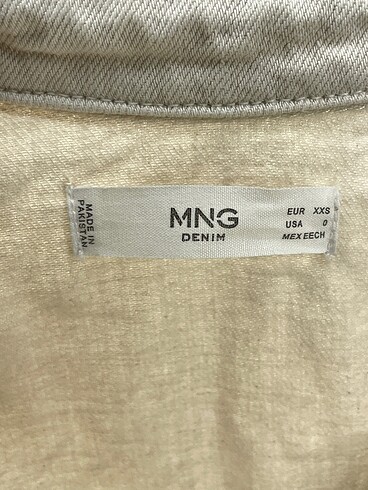 MADE IN
PAKISTAN
MNG
DENIM
EUR XXS
USA 0
MEX EECH